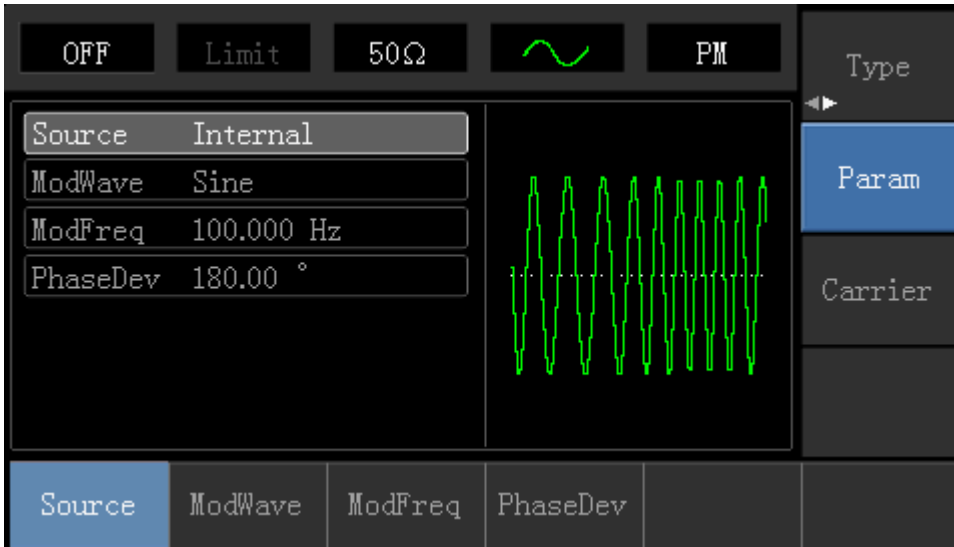 OFF Limit 50Ω PM
Type
Source Internal
ModWave Sine
ModFreq 100.000 Hz
PhaseDev 180.00 °
Param
Carrier
Source ModWave ModFreq PhaseDev